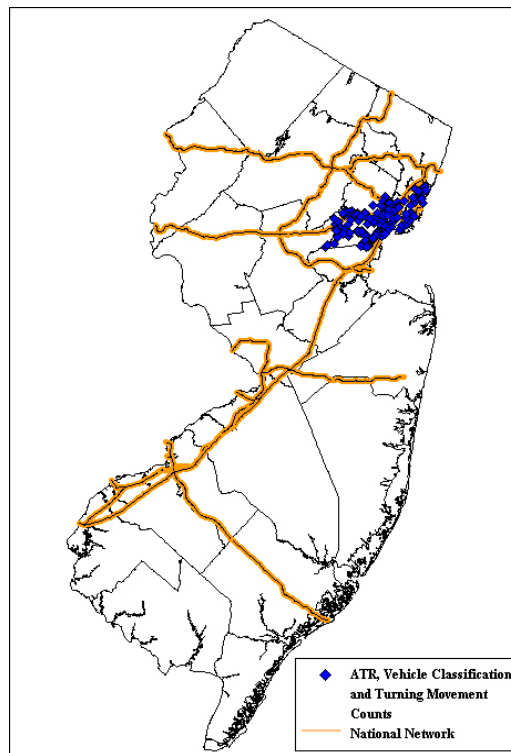 ATR, Vehicle Classification
and Turning Movement
Counts
National Network